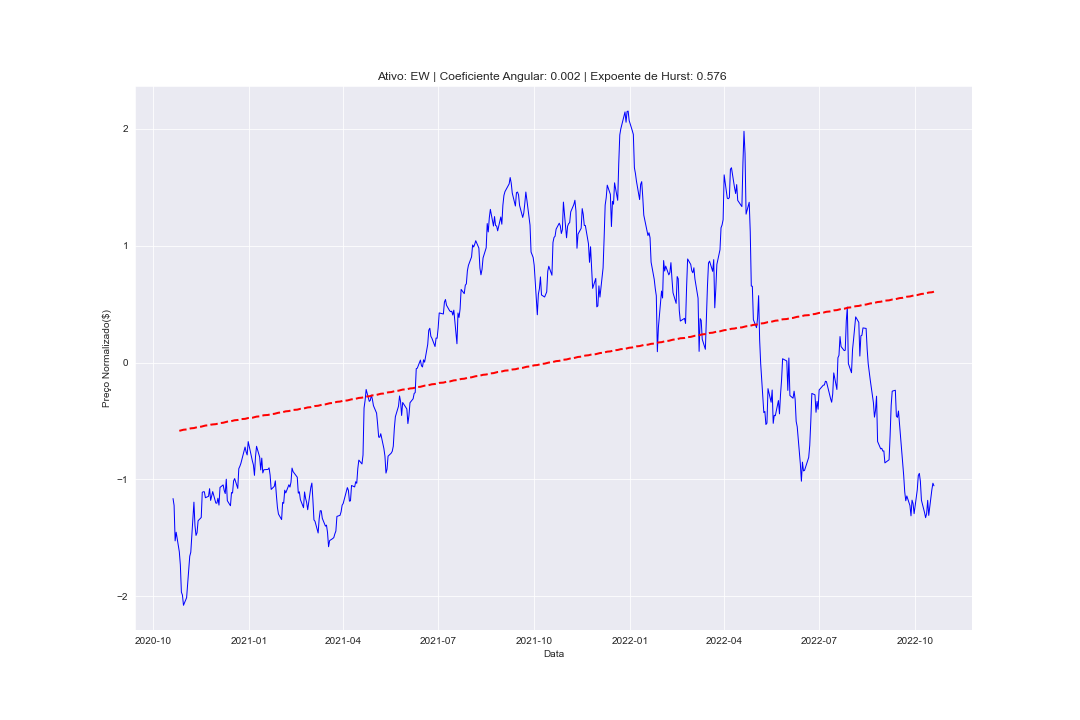 Ativo: EW | Coeficiente Angular: 0.002 | Expoente de Hurst: 0.576
Preço Normalizado($)
2
1
0
−1
−2
2020-10 2021-01 2021-04 2021-07 2021-10 2022-01 2022-04 2022-07 2022-10
Data